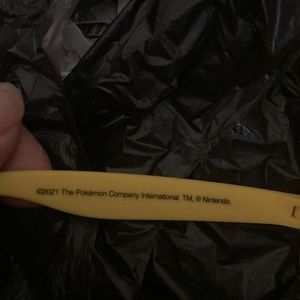 ©2021 The Pokémon Company International. TM, ® Nintendo.